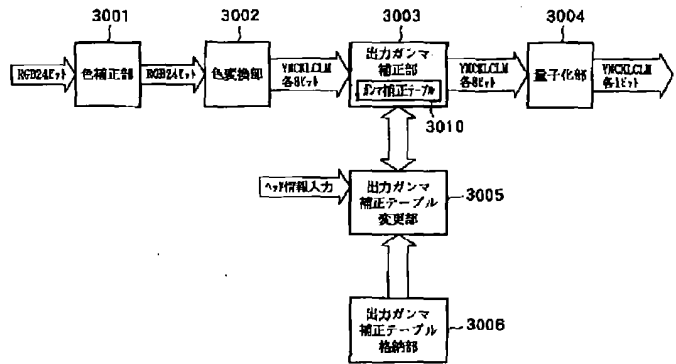 3001
3002
3003
3004
RGB24ビット
色補正部
RGB24ビット
色変換部
YMCKLCLM
各8ビット
出力ガンマ
補正部
ガンマ補正テーブル
YMCKLCLM
各8ビット
量子化部
YMCKLCLM
各1ビット
3010
ヘッド情報入力
出力ガンマ
補正テーブル
変更部
3005
出力ガンマ
補正テーブル
格納部
3006